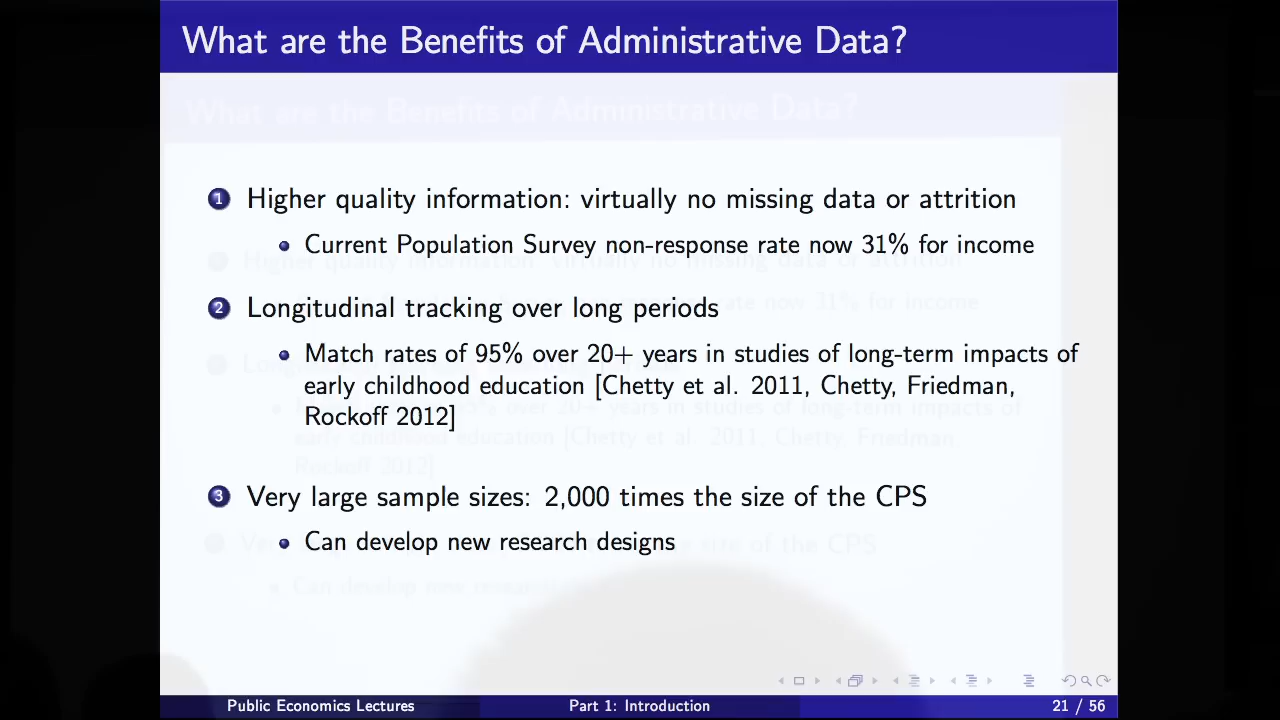 What are the Benefits of Administrative Data?
1 Higher quality information: virtually no missing data or attrition
Current Population Survey non-response rate now 31% for income
2 Longitudinal tracking over long periods
Match rates of 95% over 20+ years in studies of long-term impacts of
early childhood education [Chetty et al. 2011, Chetty, Friedman,
Rockoff 2012]
3 Very large sample sizes: 2,000 times the size of the CPS
Can develop new research designs
Public Economics Lectures
Part 1: Introduction
21 / 56